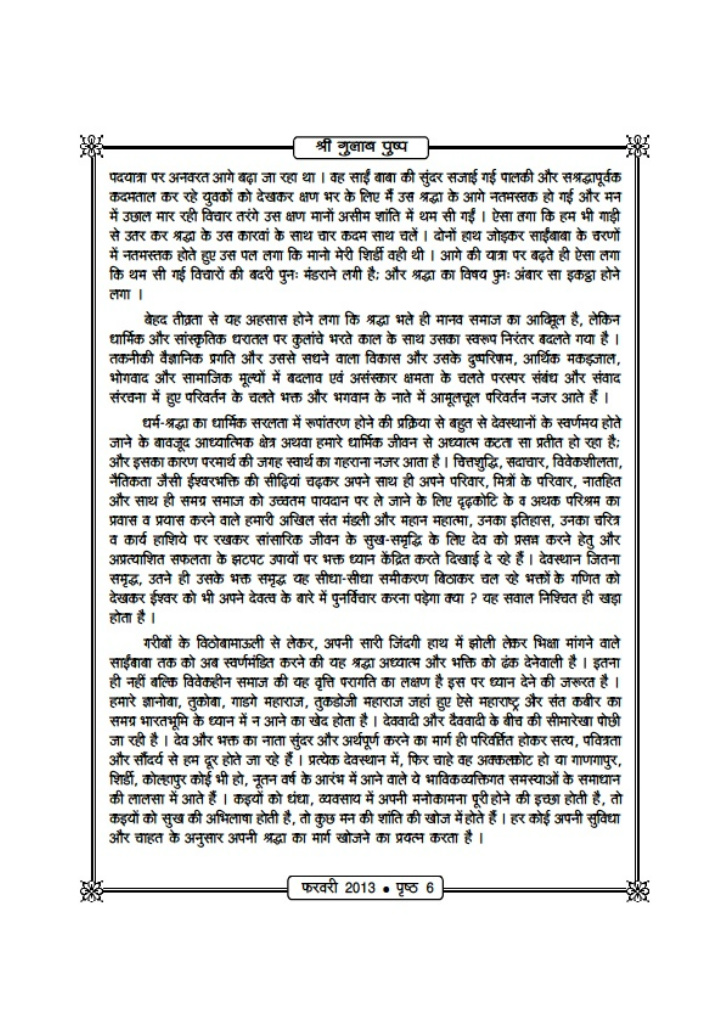 श्री गुलाब पुष्प
पदयात्रा पर अनवरत आगे बढ़ा जा रहा था । वह साईं बाबा की सुंदर सजाई गई पालकी और सश्रद्धापूर्वक
कदमताल कर रहे युवकों को देखकर क्षण भर के लिए मैं उस श्रद्धा के आगे नतमस्तक हो गई और मन
में उछाल मार रही विचार तरंगे उस क्षण मानों असीम शांति में थम सी गईं । ऐसा लगा कि हम भी गाड़ी
से उतर कर श्रद्धा के उस कारवां के साथ चार कदम साथ चलें । दोनों हाथ जोड़कर साईंबाबा के चरणों
में नतमस्तक होते हुए उस पल लगा कि मानो मेरी शिर्डी वही थी । आगे की यात्रा पर बढ़ते ही ऐसा लगा
कि थम सी गई विचारों की बदरी पुनः मंडराने लगी है; और श्रद्धा का विषय पुनः अंबार सा इकट्ठा होने
लगा ।
बेहद तीव्रता से यह अहसास होने लगा कि श्रद्धा भले ही मानव समाज का आदिमूल है, लेकिन
धार्मिक और सांस्कृतिक धरातल पर कुलांचे भरते काल के साथ उसका स्वरूप निरंतर बदलते गया है ।
तकनीकी वैज्ञानिक प्रगति और उससे सधने वाला विकास और उसके दुष्परिणाम, आर्थिक मकड़जाल,
भोगवाद और सामाजिक मूल्यों में बदलाव एवं असंस्कार क्षमता के चलते परस्पर संबंध और संवाद
संरचना में हुए परिवर्तन के चलते भक्त और भगवान के नाते में आमूलचूल परिवर्तन नजर आते हैं ।
धर्म-श्रद्धा का धार्मिक सरलता में रूपांतरण होने की प्रक्रिया से बहुत से देवस्थानों के स्वर्णमय होते
जाने के बावजूद आध्यात्मिक क्षेत्र अथवा हमारे धार्मिक जीवन से अध्यात्म कटता सा प्रतीत हो रहा है;
और इसका कारण परमार्थ की जगह स्वार्थ का गहराना नजर आता है । चित्तशुद्धि, सदाचार, विवेकशीलता,
नैतिकता जैसी ईश्वरभक्ति की सीढ़ियां चढ़कर अपने साथ ही अपने परिवार, मित्रों के परिवार, नातहित
और साथ ही समग्र समाज को उच्चतम पायदान पर ले जाने के लिए दृढ़कोटि के व अथक परिश्रम का
प्रवास व प्रयास करने वाले हमारी अखिल संत मंडली और महान महात्मा, उनका इतिहास, उनका चरित्र
व कार्य हाशिये पर रखकर सांसारिक जीवन के सुख-समृद्धि के लिए देव को प्रसन्न करने हेतु और
अप्रत्याशित सफलता के झटपट उपायों पर भक्त ध्यान केंद्रित करते दिखाई दे रहे हैं । देवस्थान जितना
समृद्ध, उतने ही उसके भक्त समृद्ध यह सीधा-सीधा समीकरण बिठाकर चल रहे भक्तों के गणित को
देखकर ईश्वर को भी अपने देवत्व के बारे में पुनर्विचार करना पड़ेगा क्या ? यह सवाल निश्चित ही खड़ा
होता है ।
गरीबों के विठोबामाऊली से लेकर, अपनी सारी जिंदगी हाथ में झोली लेकर भिक्षा मांगने वाले
साईंबाबा तक को अब स्वर्णमंडित करने की यह श्रद्धा अध्यात्म और भक्ति को ढंक देनेवाली है । इतना
ही नहीं बल्कि विवेकहीन समाज की यह वृत्ति परागति का लक्षण है इस पर ध्यान देने की जरूरत है ।
हमारे ज्ञानोबा, तुकोबा, गाडगे महाराज, तुकडोजी महाराज जहां हुए ऐसे महाराष्ट्र और संत कबीर का
समग्र भारतभूमि के ध्यान में न आने का खेद होता है । देववादी और दैववादी के बीच की सीमारेखा पोछी
जा रही है । देव और भक्त का नाता सुंदर और अर्थपूर्ण करने का मार्ग ही परिवर्तित होकर सत्य, पवित्रता
और सौंदर्य से हम दूर होते जा रहे हैं । प्रत्येक देवस्थान में, फिर चाहे वह अक्कलकोट हो या गाणगापुर,
शिर्डी, कोल्हापुर कोई भी हो, नूतन वर्ष के आरंभ में आने वाले ये भाविकव्यक्तिगत समस्याओं के समाधान
की लालसा में आते हैं । कइयों को धंधा, व्यवसाय में अपनी मनोकामना पूरी होने की इच्छा होती है, तो
कइयों को सुख की अभिलाषा होती है, तो कुछ मन की शांति की खोज में होते हैं । हर कोई अपनी सुविधा
और चाहत के अनुसार अपनी श्रद्धा का मार्ग खोजने का प्रयत्न करता है ।
फरवरी 2013 ● पृष्ठ 6